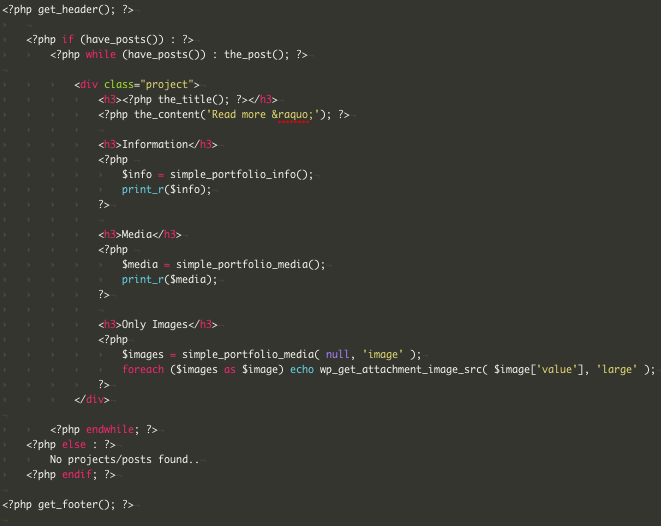 <?php get_header(); ?>
<?php if (have_posts()) : ?>
<?php while (have_posts()) : the_post(); ?>
<div class="project">
<h3><?php the_title(); ?></h3>
<?php the_content('Read more &raquo;'); ?>
<h3>Information</h3>
<?php
$info = simple_portfolio_info();
print_r($info);
?>
<h3>Media</h3>
<?php
$media = simple_portfolio_media();
print_r($media);
?>
<h3>Only Images</h3>
<?php
$images = simple_portfolio_media( null, 'image' );
foreach ($images as $image) echo wp_get_attachment_image_src( $image['value'], 'large' );
?>
</div>
<?php endwhile; ?>
<?php else : ?>
No projects/posts found..
<?php endif; ?>
<?php get_footer(); ?>